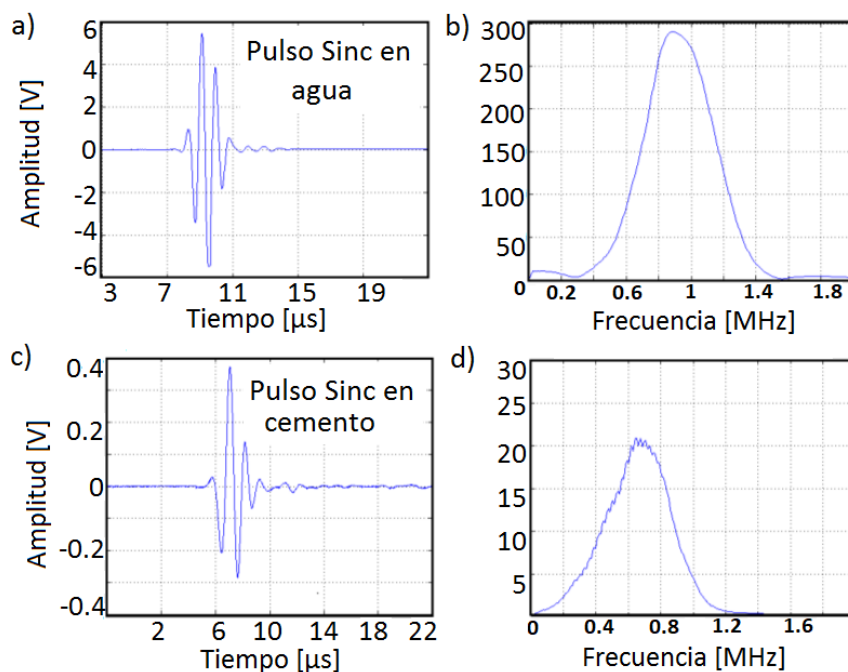 a)
Amplitud [V]
6
4
2
0
-2
-4
-6
Pulso Sinc en
agua
3 7 11 15 19
Tiempo [µs]
b)
300
250
200
150
100
50
0
0.2 0.6 1 1.4 1.8
Frecuencia [MHz]
c)
Amplitud [V]
0.4
0.2
0
-0.2
-0.4
Pulso Sinc en
cemento
2 6 10 14 18 22
Tiempo [µs]
d)
30
25
20
15
10
5
0 0.4 0.8 1.2 1.6
Frecuencia [MHz]